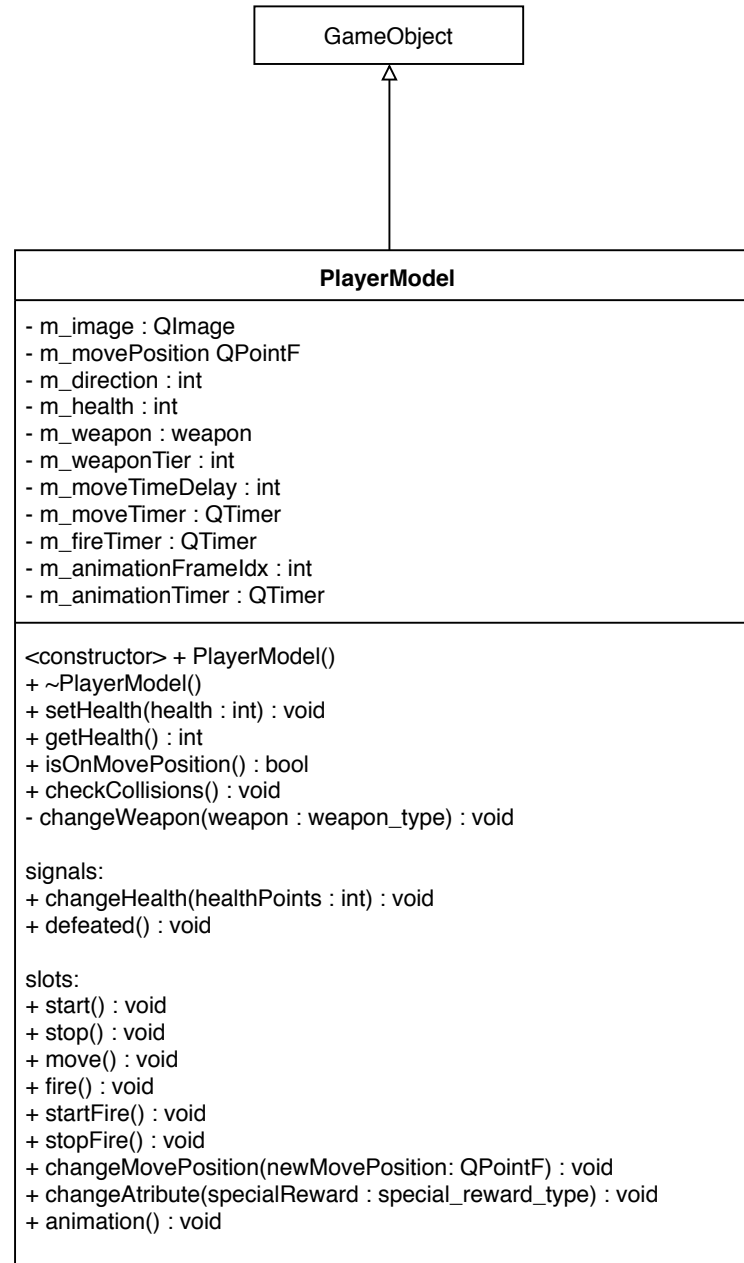 GameObject
PlayerModel
- m_image : QImage
- m_movePosition QPointF
- m_direction : int
- m_health : int
- m_weapon : weapon
- m_weaponTier : int
- m_moveTimeDelay : int
- m_moveTimer : QTimer
- m_fireTimer : QTimer
- m_animationFrameIdx : int
- m_animationTimer : QTimer
<constructor> + PlayerModel()
+ ~PlayerModel()
+ setHealth(health : int) : void
+ getHealth() : int
+ isOnMovePosition() : bool
+ checkCollisions() : void
- changeWeapon(weapon : weapon_type) : void
signals:
+ changeHealth(healthPoints : int) : void
+ defeated() : void
slots:
+ start() : void
+ stop() : void
+ move() : void
+ fire() : void
+ startFire() : void
+ stopFire() : void
+ changeMovePosition(newMovePosition: QPointF) : void
+ changeAtribute(specialReward : special_reward_type) : void
+ animation() : void